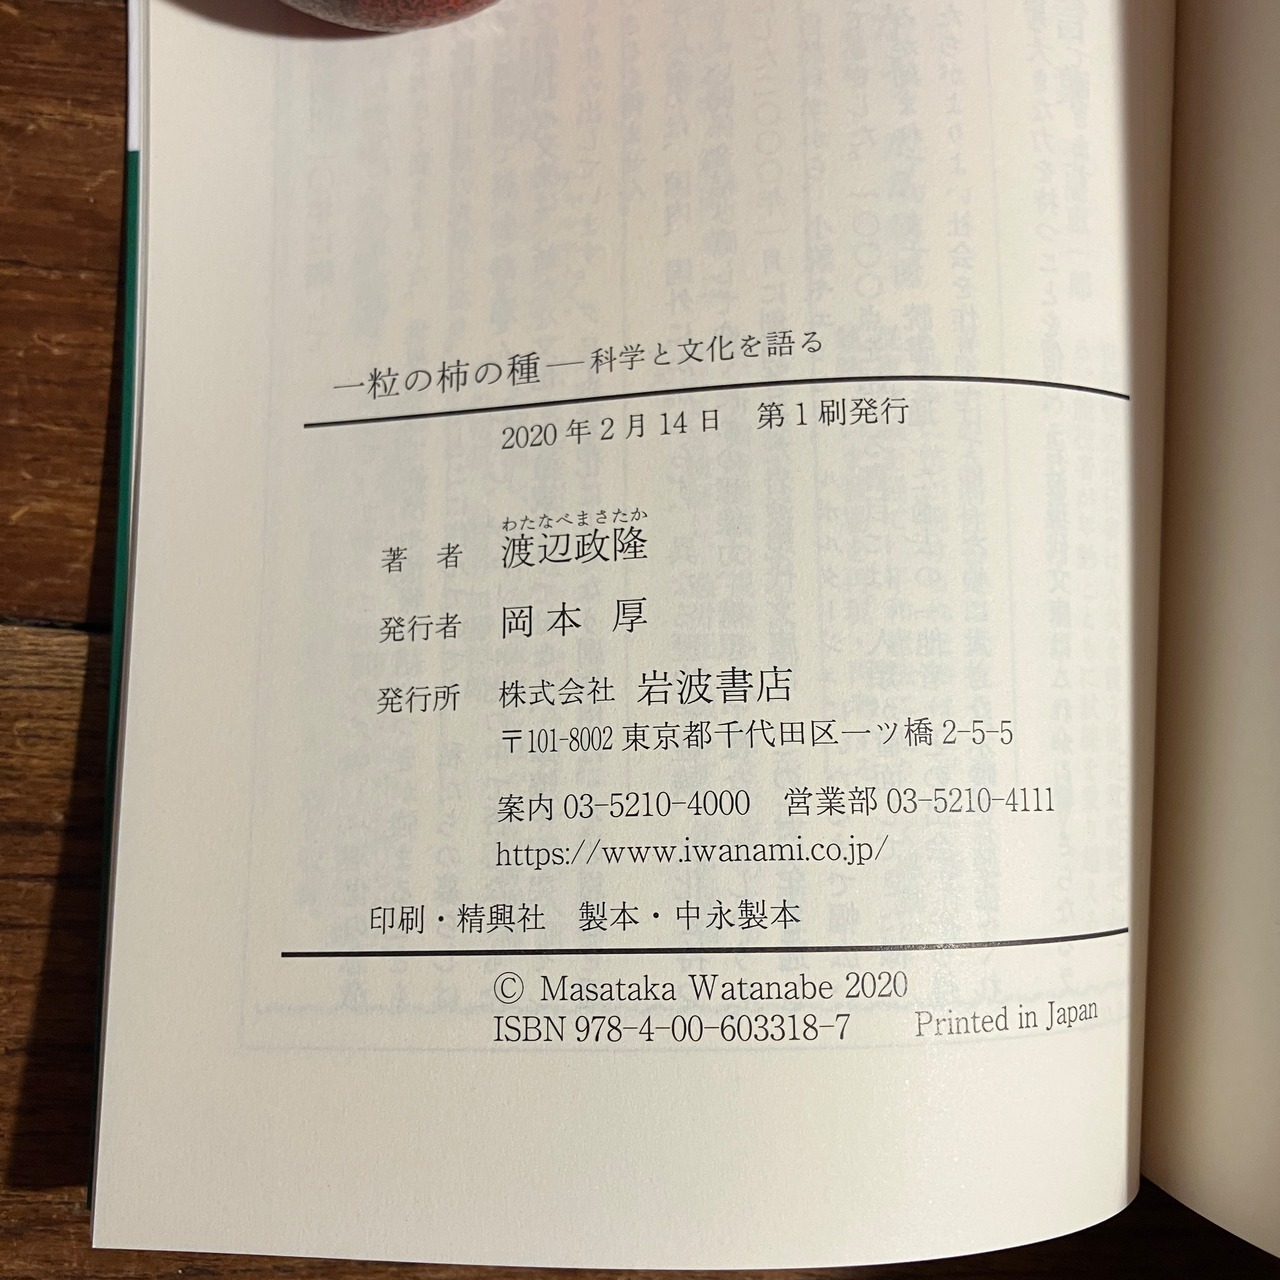 一粒の柿の種――科学と文化を語る
2020年2月14日　第1刷発行
わたなべまさたか
著　者　渡辺政隆
発行者　岡本　厚
発行所　株式会社 岩波書店
〒101-8002 東京都千代田区一ツ橋2-5-5
案内 03-5210-4000　営業部 03-5210-4111
https://www.iwanami.co.jp/
印刷・精興社　製本・中永製本
© Masataka Watanabe 2020
ISBN 978-4-00-603318-7　Printed in Japan